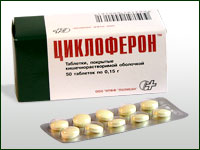 ЦИКЛОФЕРОН
Таблетки, покрытые
кишечнорастворимой оболочкой
50 таблеток по 0,15 г